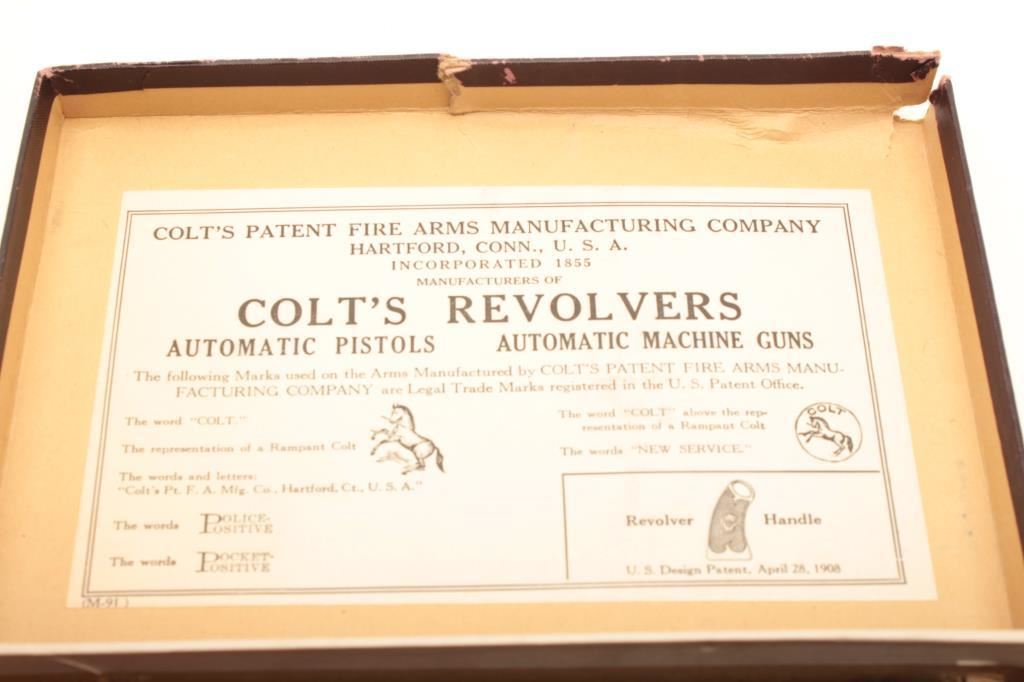 COLT'S PATENT FIRE ARMS MANUFACTURING COMPANY
HARTFORD, CONN., U. S. A.
INCORPORATED 1855
MANUFACTURERS OF
COLT'S REVOLVERS
AUTOMATIC PISTOLS AUTOMATIC MACHINE GUNS
The following Marks used on the Arms Manufactured by COLT'S PATENT FIRE ARMS MANU-
FACTURING COMPANY are Legal Trade Marks registered in the U. S. Patent Office.
The word "COLT."
The representation of a Rampant Colt
The words and letters:
"Colt's Pt. F. A. Mfg. Co., Hartford, Ct., U. S. A."
The words POLICE-
POSITIVE
The words POCKET-
POSITIVE
The word "COLT" above the rep-
resentation of a Rampant Colt
COLT
The words "NEW SERVICE."
Revolver Handle
U. S. Design Patent, April 28, 1908
(M-91)